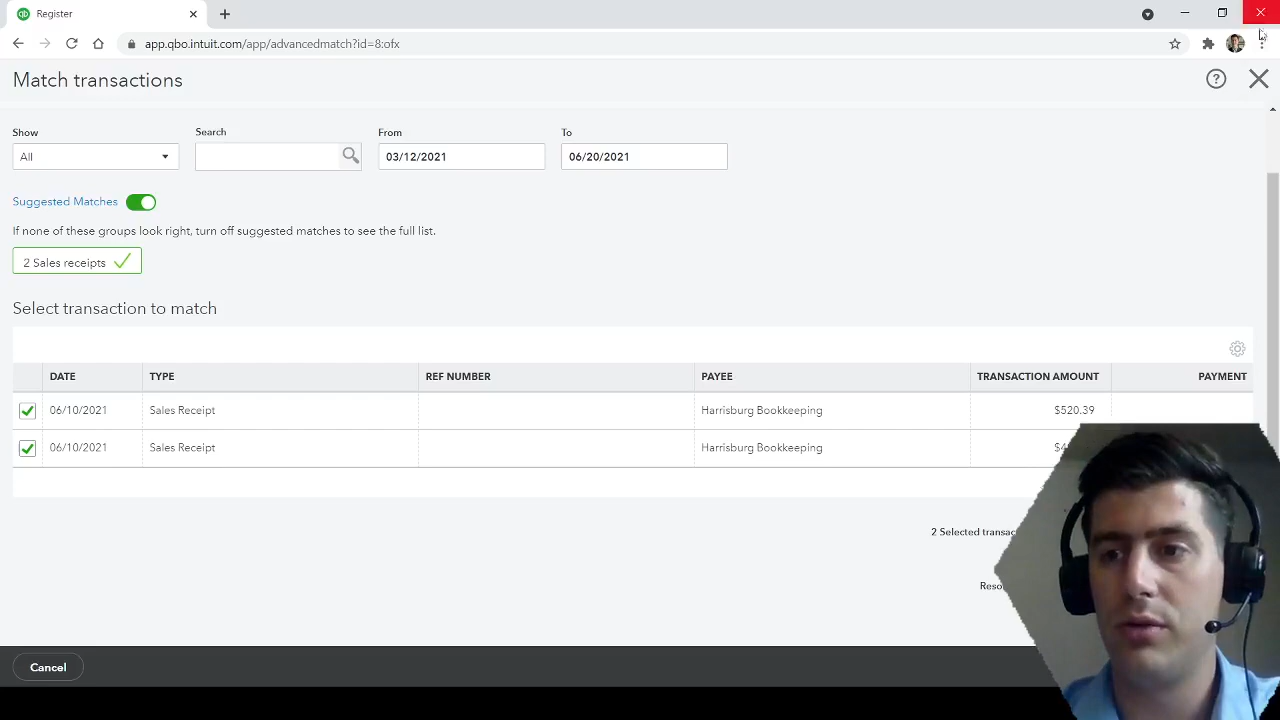 Register
app.qbo.intuit.com/app/advancedmatch?id=8:ofx
Match transactions
Show Search From To
All 03/12/2021 06/20/2021
Suggested Matches
If none of these groups look right, turn off suggested matches to see the full list.
2 Sales receipts
Select transaction to match
DATE TYPE REF NUMBER PAYEE TRANSACTION AMOUNT PAYMENT
06/10/2021 Sales Receipt Harrisburg Bookkeeping $520.39
06/10/2021 Sales Receipt Harrisburg Bookkeeping
2 Selected
Cancel